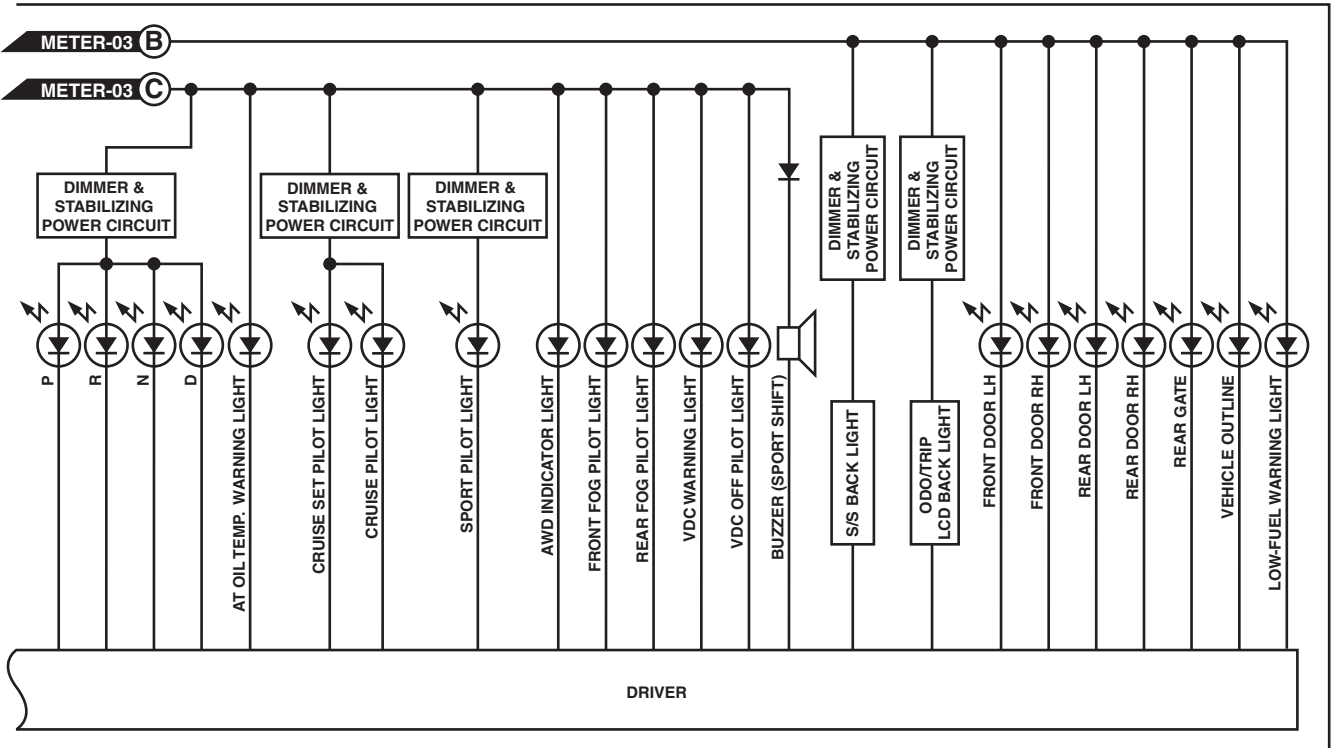 METER-03 B
METER-03 C
DIMMER &
STABILIZING
POWER CIRCUIT
DIMMER &
STABILIZING
POWER CIRCUIT
DIMMER &
STABILIZING
POWER CIRCUIT
DIMMER &
STABILIZING
POWER CIRCUIT
DIMMER &
STABILIZING
POWER CIRCUIT
P
R
N
D
AT OIL TEMP. WARNING LIGHT
CRUISE SET PILOT LIGHT
CRUISE PILOT LIGHT
SPORT PILOT LIGHT
AWD INDICATOR LIGHT
FRONT FOG PILOT LIGHT
REAR FOG PILOT LIGHT
VDC WARNING LIGHT
VDC OFF PILOT LIGHT
BUZZER (SPORT SHIFT)
S/S BACK LIGHT
ODO/TRIP
LCD BACK LIGHT
FRONT DOOR LH
FRONT DOOR RH
REAR DOOR LH
REAR DOOR RH
REAR GATE
VEHICLE OUTLINE
LOW-FUEL WARNING LIGHT
DRIVER